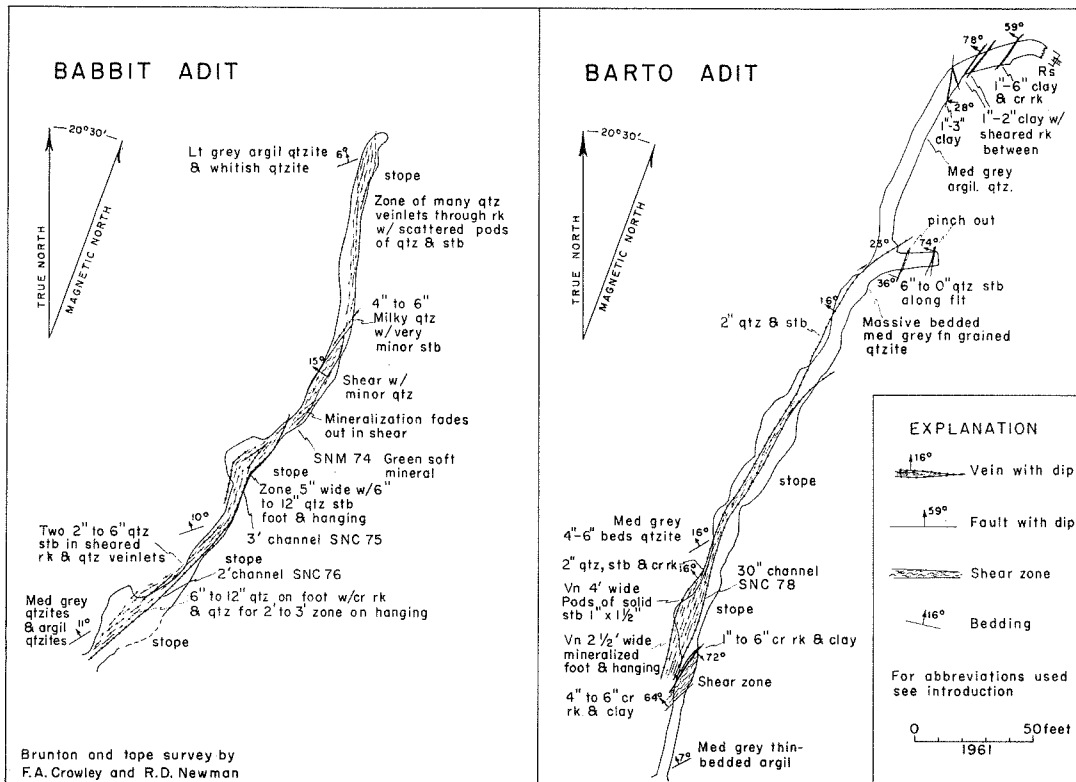 BABBIT ADIT
20°30'
TRUE NORTH
MAGNETIC NORTH
Lt grey argil qtzite
& whitish qtzite
6°
stope
Zone of many qtz
veinlets through rk
w/ scattered pods
of qtz & stb
4" to 6"
Milky qtz
w/very
minor stb
15°
Shear w/
minor qtz
Mineralization fades
out in shear
SNM 74 Green soft
mineral
stope
Zone 5" wide w/6"
to 12" qtz stb
foot & hanging
3' channel SNC 75
10°
Two 2" to 6" qtz
stb in sheared
rk & qtz veinlets
stope
2' channel SNC 76
6" to 12" qtz on foot w/cr rk
& qtz for 2' to 3' zone on hanging
Med grey
qtzites
& argil
qtzites
11°
stope
Brunton and tape survey by
F.A. Crowley and R.D. Newman
BARTO ADIT
20°30'
TRUE NORTH
MAGNETIC NORTH
78°
59°
Rs
1"-6" clay
& cr rk
28°
1"-2" clay w/
sheared rk
between
1"-3"
clay
Med grey
argil. qtz.
pinch out
23°
74°
36°
6" to 0" qtz stb
along flt
16°
2" qtz & stb
Massive bedded
med grey fn grained
qtzite
stope
Med grey
4"-6" beds qtzite
16°
2" qtz, stb & cr rk
16°
30" channel
SNC 78
Vn 4' wide
Pods of solid
stb 1" x 1½"
stope
Vn 2½' wide
mineralized
foot & hanging
1" to 6" cr rk & clay
72°
Shear zone
4" to 6" cr
rk & clay
64°
7°
Med grey thin-
bedded argil
EXPLANATION
16°
Vein with dip
59°
Fault with dip
Shear zone
16°
Bedding
For abbreviations used
see introduction
0 50 feet
1961